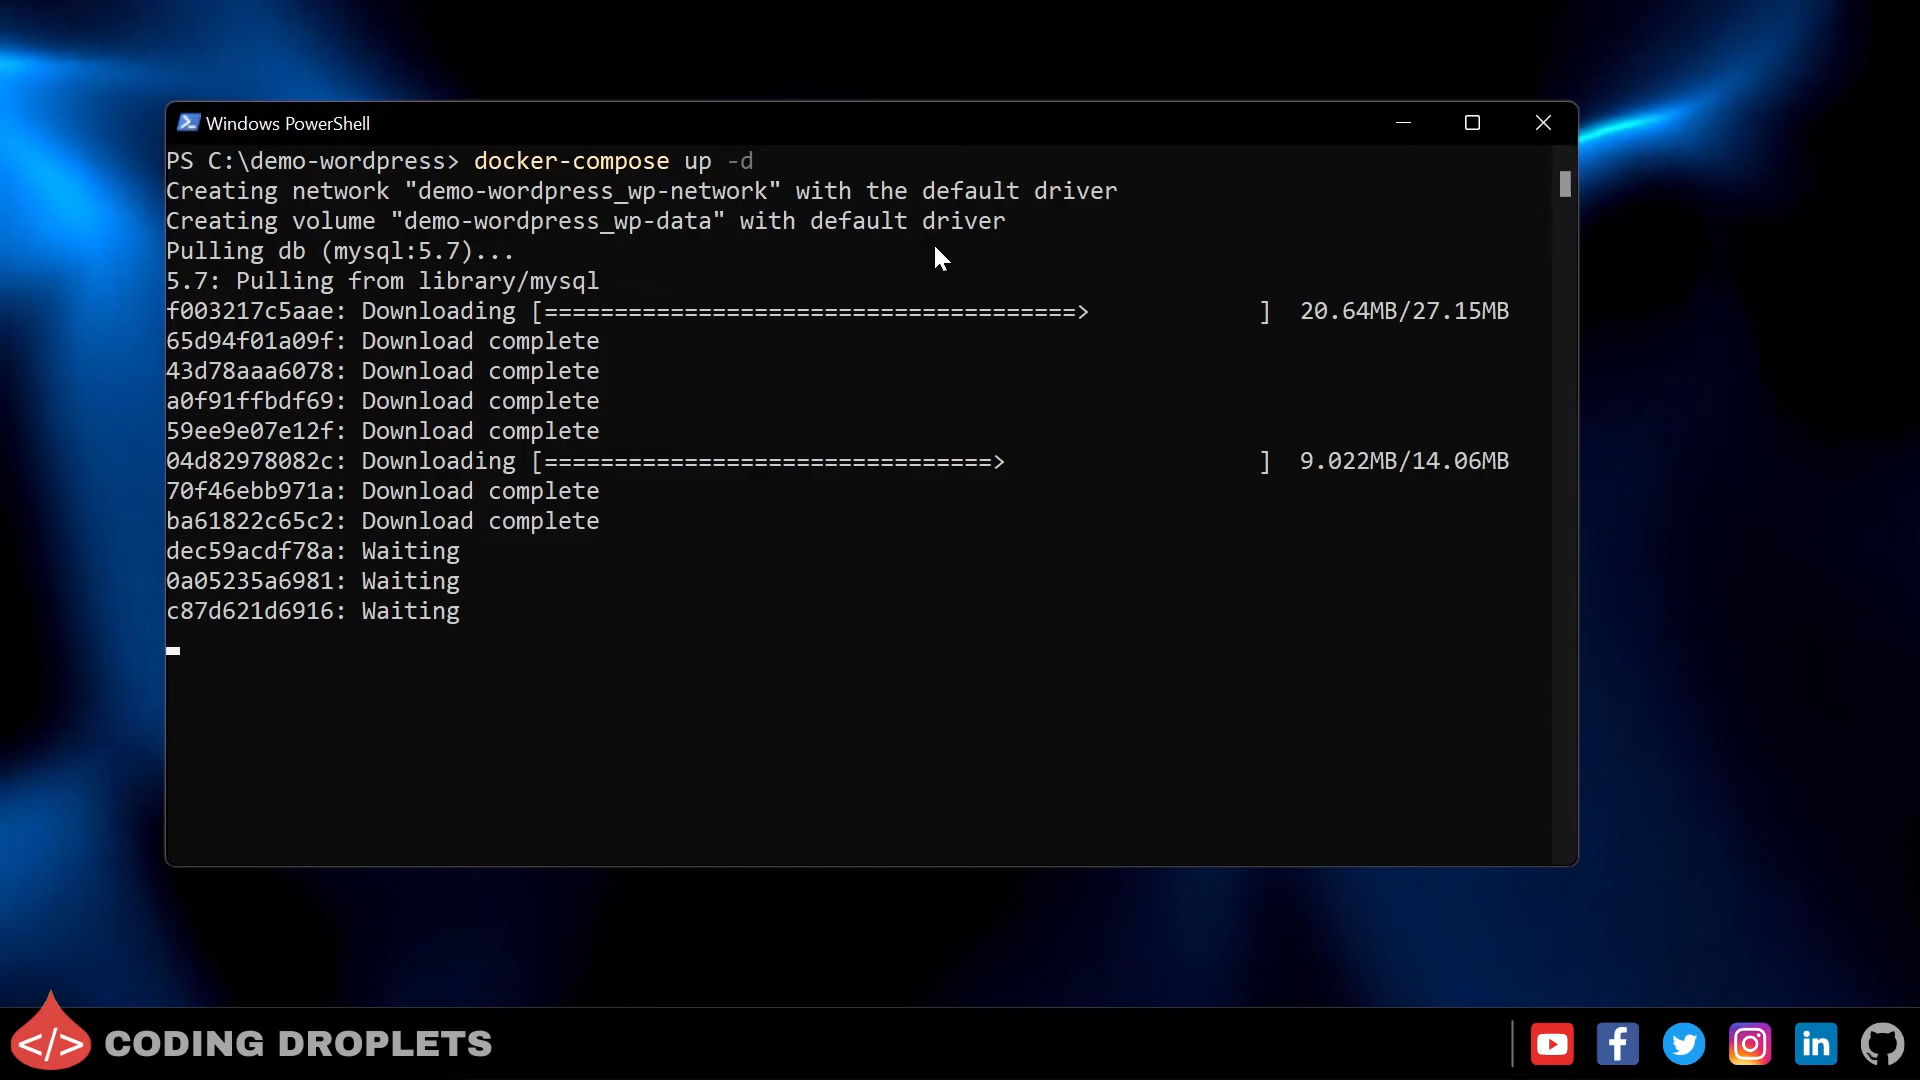 Windows PowerShell
PS C:\demo-wordpress> docker-compose up -d
Creating network "demo-wordpress_wp-network" with the default driver
Creating volume "demo-wordpress_wp-data" with default driver
Pulling db (mysql:5.7)...
5.7: Pulling from library/mysql
f003217c5aae: Downloading [======================================>            ]  20.64MB/27.15MB
65d94f01a09f: Download complete
43d78aaa6078: Download complete
a0f91ffbdf69: Download complete
59ee9e07e12f: Download complete
04d82978082c: Downloading [================================>                  ]  9.022MB/14.06MB
70f46ebb971a: Download complete
ba61822c65c2: Download complete
dec59acdf78a: Waiting
0a05235a6981: Waiting
c87d621d6916: Waiting
</> CODING DROPLETS